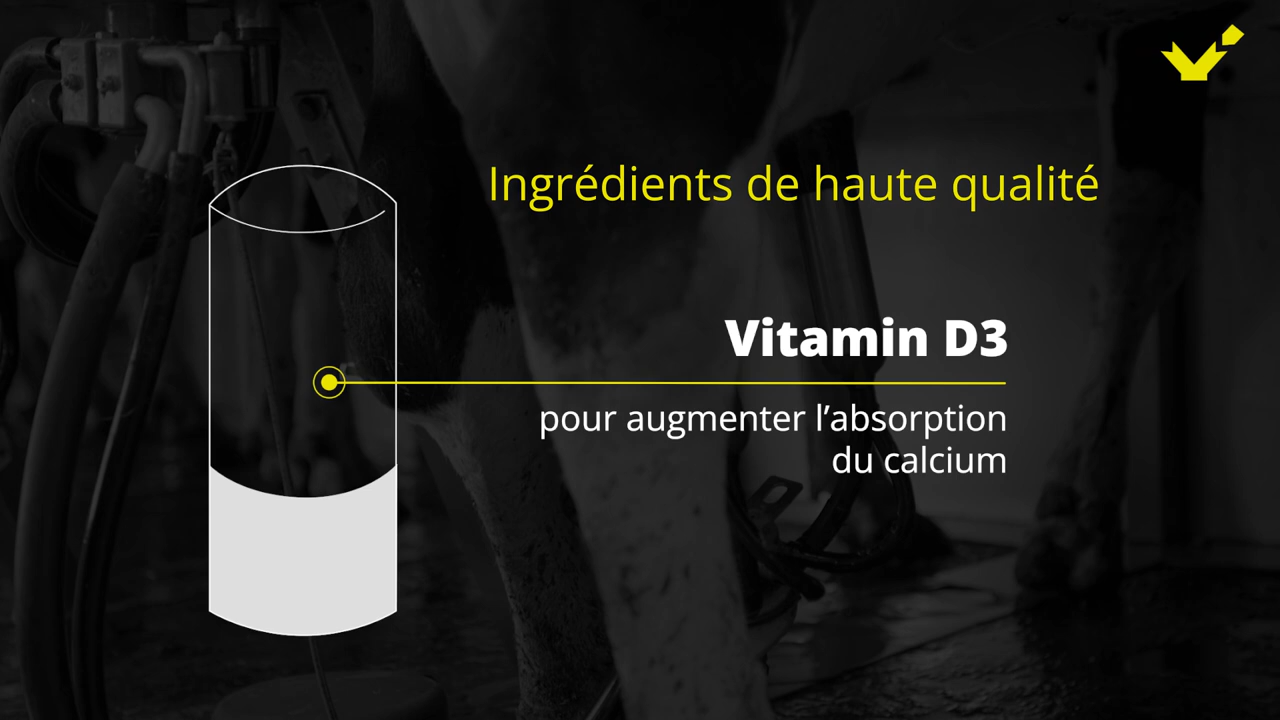 Ingrédients de haute qualité
Vitamin D3
pour augmenter l’absorption
du calcium